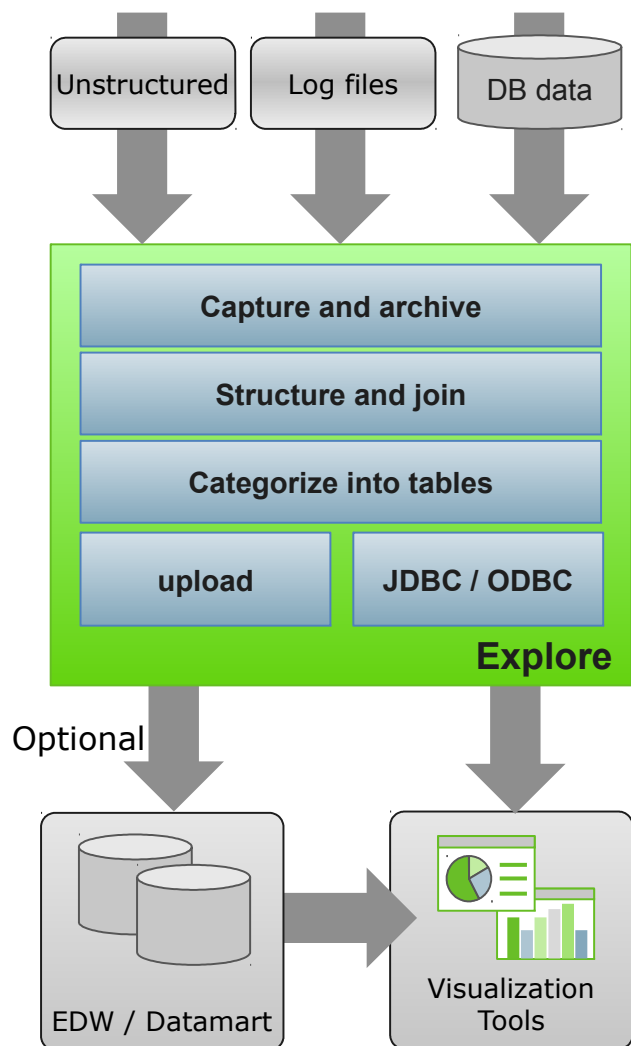 Unstructured
Log files
DB data
Capture and archive
Structure and join
Categorize into tables
upload
JDBC / ODBC
Explore
Optional
EDW / Datamart
Visualization
Tools